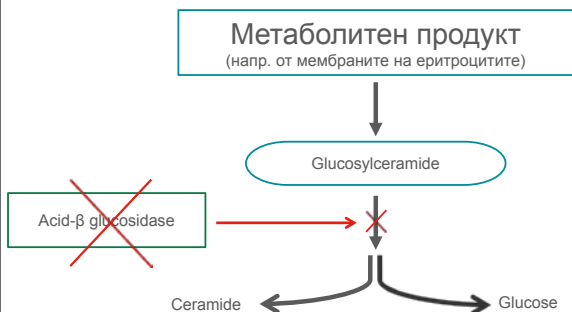 Метаболитен продукт
(напр. от мембраните на еритроцитите)
Glucosylceramide
Acid-β glucosidase
Ceramide
Glucose